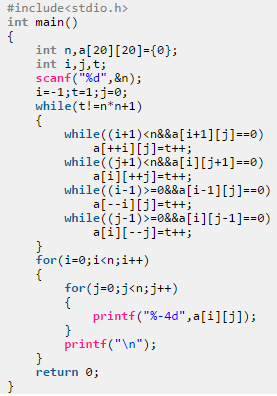 #include<stdio.h>
int main()
{
    int n,a[20][20]={0};
    int i,j,t;
    scanf("%d",&n);
    i=-1;t=1;j=0;
    while(t!=n*n+1)
    {
        while((i+1)<n&&a[i+1][j]==0)
            a[++i][j]=t++;
        while((j+1)<n&&a[i][j+1]==0)
            a[i][++j]=t++;
        while((i-1)>=0&&a[i-1][j]==0)
            a[--i][j]=t++;
        while((j-1)>=0&&a[i][j-1]==0)
            a[i][--j]=t++;
    }
    for(i=0;i<n;i++)
    {
        for(j=0;j<n;j++)
        {
            printf("%-4d",a[i][j]);
        }
        printf("\n");
    }
    return 0;
}